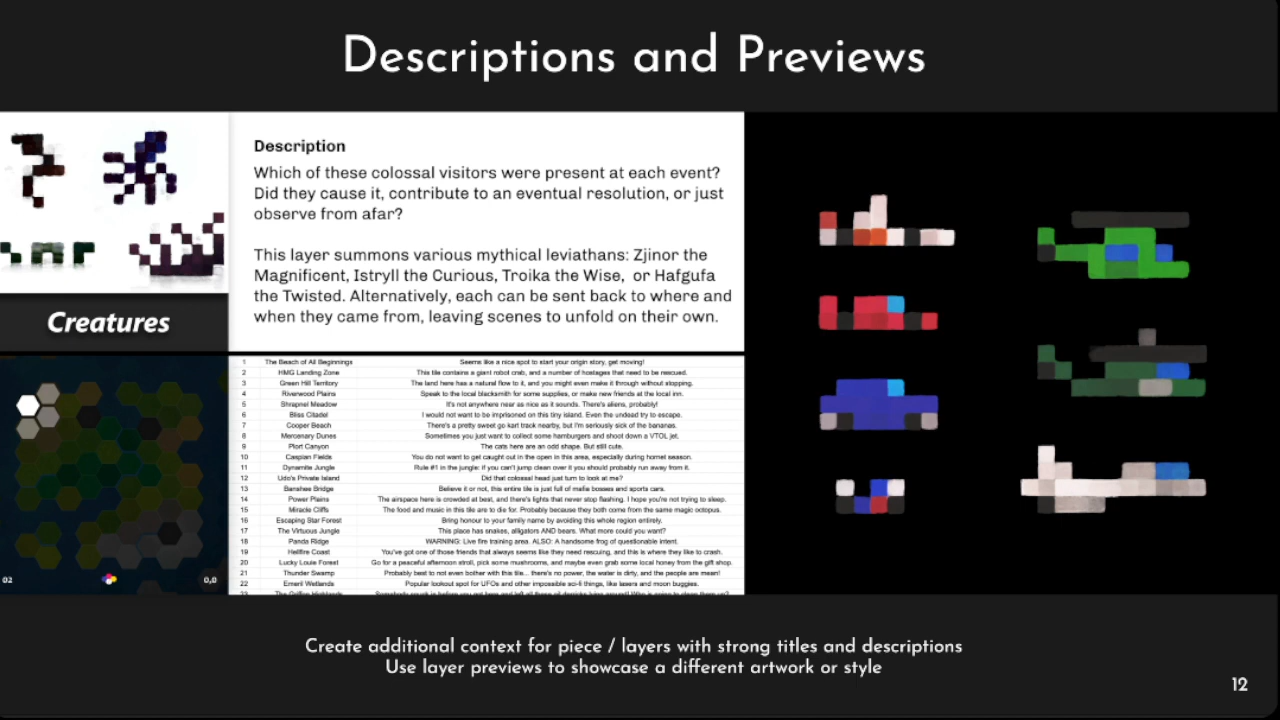 Descriptions and Previews
Description
Which of these colossal visitors were present at each event?
Did they cause it, contribute to an eventual resolution, or just
observe from afar?
This layer summons various mythical leviathans: Zjinor the
Magnificent, Istryll the Curious, Troika the Wise, or Hafgufa
the Twisted. Alternatively, each can be sent back to where and
when they came from, leaving scenes to unfold on their own.
Creatures
1 The Beach of All Beginnings Seems like a nice spot to start your origin story, get moving!
2 HMG Landing Zone This tile contains a giant robot crab, and a number of hostages that need to be rescued.
3 Green Hill Territory The land here has a natural flow to it, and you might even make it through without stopping.
4 Riverwood Plains Speak to the local blacksmith for some supplies, or make new friends at the local inn.
5 Shrapnel Meadow It's not anywhere near as nice as it sounds. There's aliens, probably!
6 Bliss Citadel I would not want to be imprisoned on this tiny island. Even the undead try to escape.
7 Cooper Beach There's a pretty sweet go kart track nearby, but I'm seriously sick of the bananas.
8 Mercenary Dunes Sometimes you just want to collect some hamburgers and shoot down a VTOL jet.
9 Plort Canyon The cats here are an odd shape. But still cute.
10 Caspian Fields You do not want to get caught out in the open in this area, especially during hornet season.
11 Dynamite Jungle Rule #1 in the jungle: if you can't jump clean over it you should probably run away from it.
12 Udo's Private Island Did that colossal head just turn to look at me?
13 Banshee Bridge Believe it or not, this entire tile is just full of mafia bosses and sports cars.
14 Power Plains The airspace here is crowded at best, and there's lights that never stop flashing. I hope you're not trying to sleep.
15 Miracle Cliffs The food and music in this tile are to die for. Probably because they both come from the same magic octopus.
16 Escaping Star Forest Bring honour to your family name by avoiding this whole region entirely.
17 The Virtuous Jungle This place has snakes, alligators AND bears. What more could you want?
18 Panda Ridge WARNING: Live fire training area. ALSO: A handsome frog of questionable intent.
19 Hellfire Coast You've got one of those friends that always seems like they need rescuing, and this is where they like to crash.
20 Lucky Louie Forest Go for a peaceful afternoon stroll, pick some mushrooms, and maybe even grab some local honey from the gift shop.
21 Thunder Swamp Probably best to not even bother with this tile... there's no power, the water is dirty, and the people are mean!
22 Emeril Wetlands Popular lookout spot for UFOs and other impossible sci-fi things, like lasers and moon buggies.
02
0,0
Create additional context for piece / layers with strong titles and descriptions
Use layer previews to showcase a different artwork or style
12